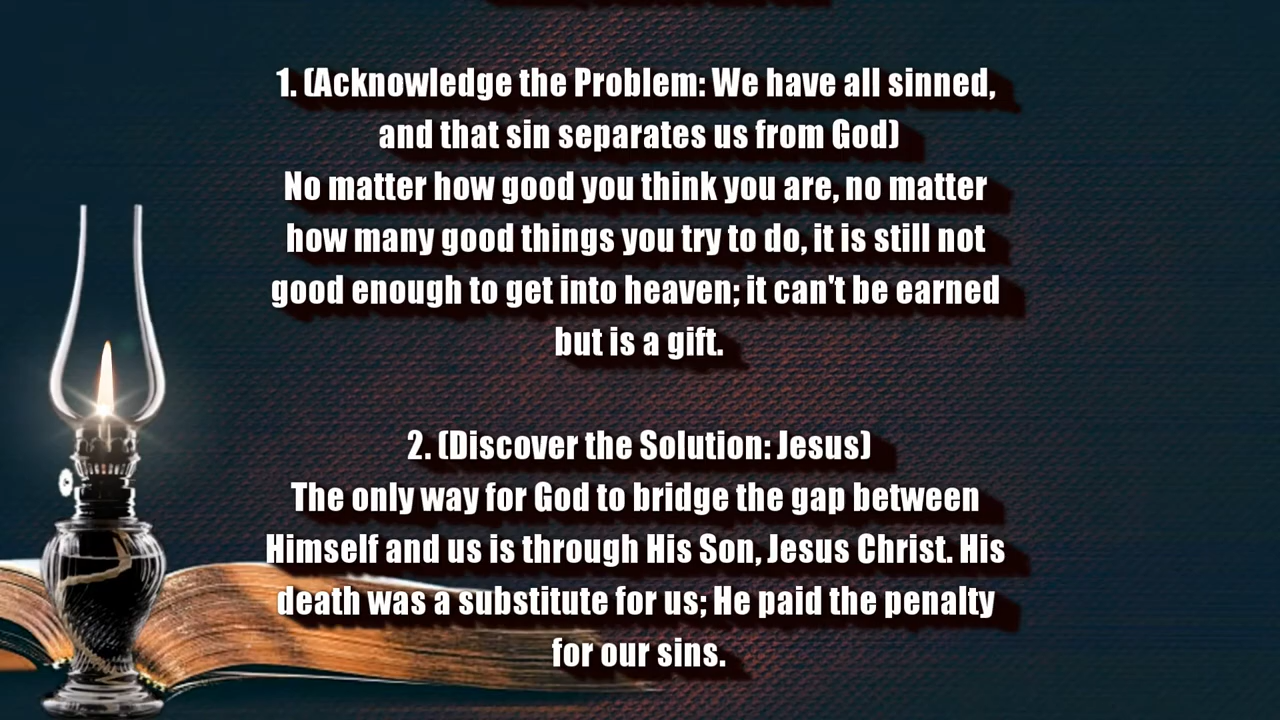 1. (Acknowledge the Problem: We have all sinned,
and that sin separates us from God)
No matter how good you think you are, no matter
how many good things you try to do, it is still not
good enough to get into heaven; it can't be earned
but is a gift.
2. (Discover the Solution: Jesus)
The only way for God to bridge the gap between
Himself and us is through His Son, Jesus Christ. His
death was a substitute for us; He paid the penalty
for our sins.